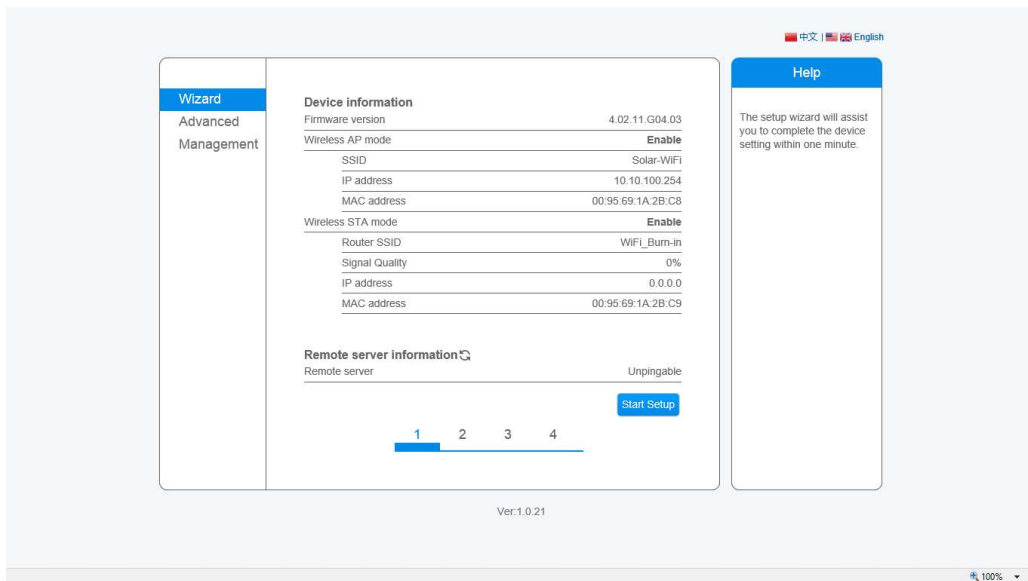 中文 | English
Help
Wizard
Advanced
Management
Device information
Firmware version 4.02.11.G04.03
Wireless AP mode Enable
SSID Solar-WiFi
IP address 10.10.100.254
MAC address 00:95:69:1A:2B:C8
Wireless STA mode Enable
Router SSID WiFi_Burn-in
Signal Quality 0%
IP address 0.0.0.0
MAC address 00:95:69:1A:2B:C9
Remote server information
Remote server Unpingable
Start Setup
1 2 3 4
The setup wizard will assist
you to complete the device
setting within one minute.
Ver:1.0.21
100%